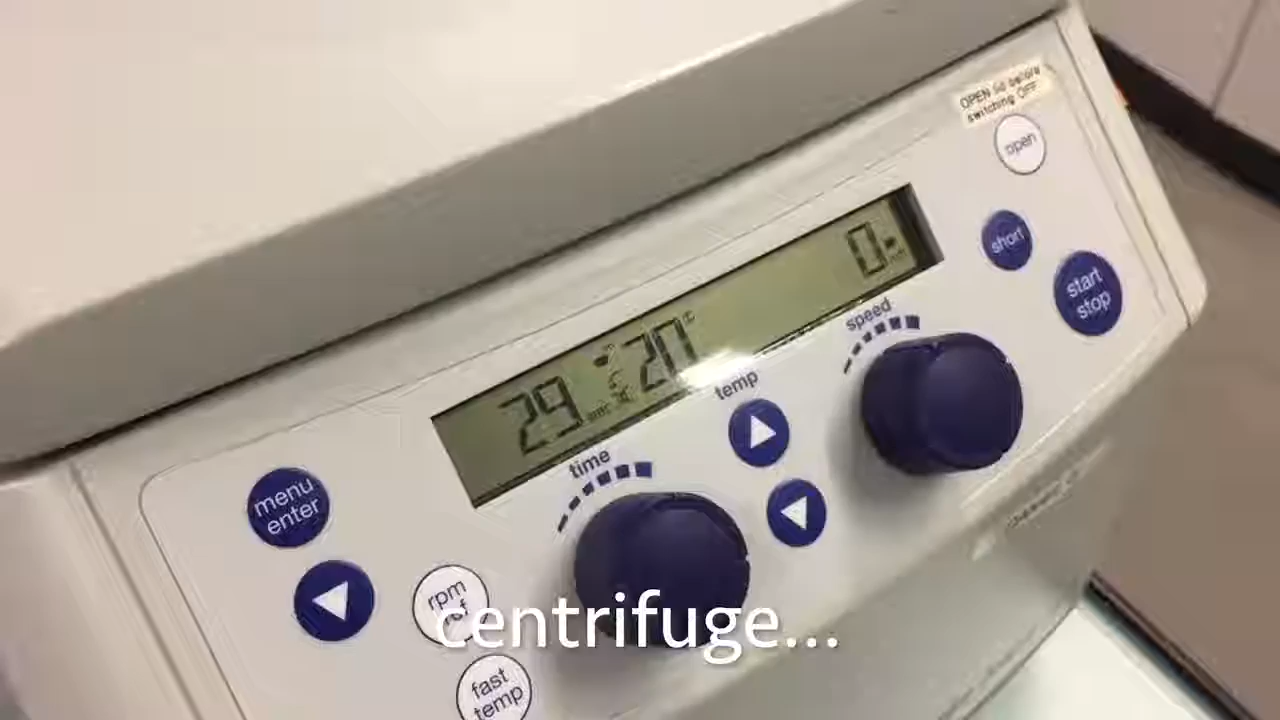 OPEN lid before
switching OFF
open
short
start
stop
0
speed
20
temp
29
time
menu
enter
rpm
fast
temp
centrifuge...